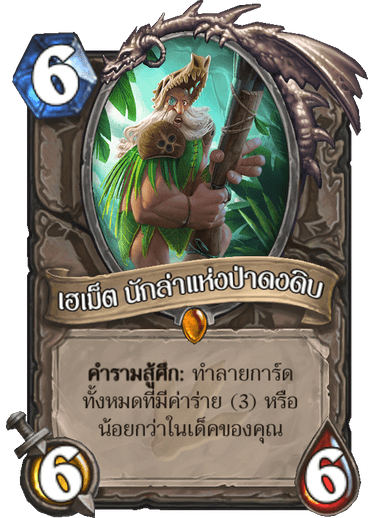 6
เฮเม็ต นักล่าแห่งป่าดงดิบ
คำรามสู้ศึก: ทำลายการ์ด
ทั้งหมดที่มีค่าร่าย (3) หรือ
น้อยกว่าในเด็คของคุณ
6
6